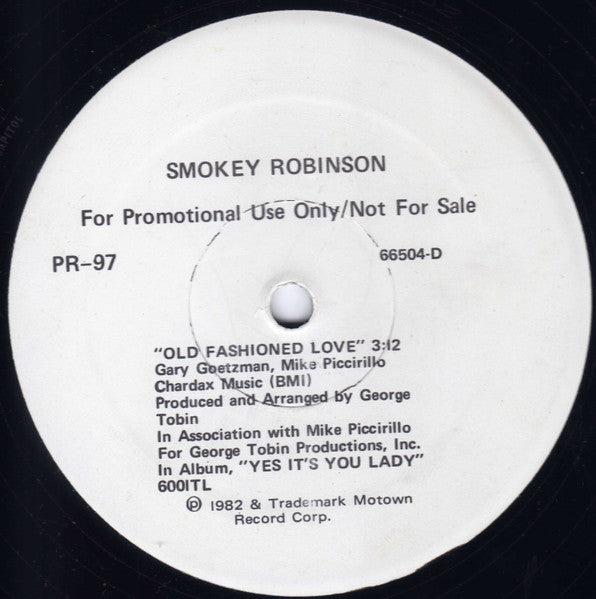 SMOKEY ROBINSON
For Promotional Use Only/Not For Sale
PR-97 66504-D
"OLD FASHIONED LOVE" 3:12
Gary Goetzman, Mike Piccirillo
Chardax Music (BMI)
Produced and Arranged by George
Tobin
In Association with Mike Piccirillo
For George Tobin Productions, Inc.
In Album, "YES IT'S YOU LADY"
6001TL
℗ 1982 & Trademark Motown
Record Corp.